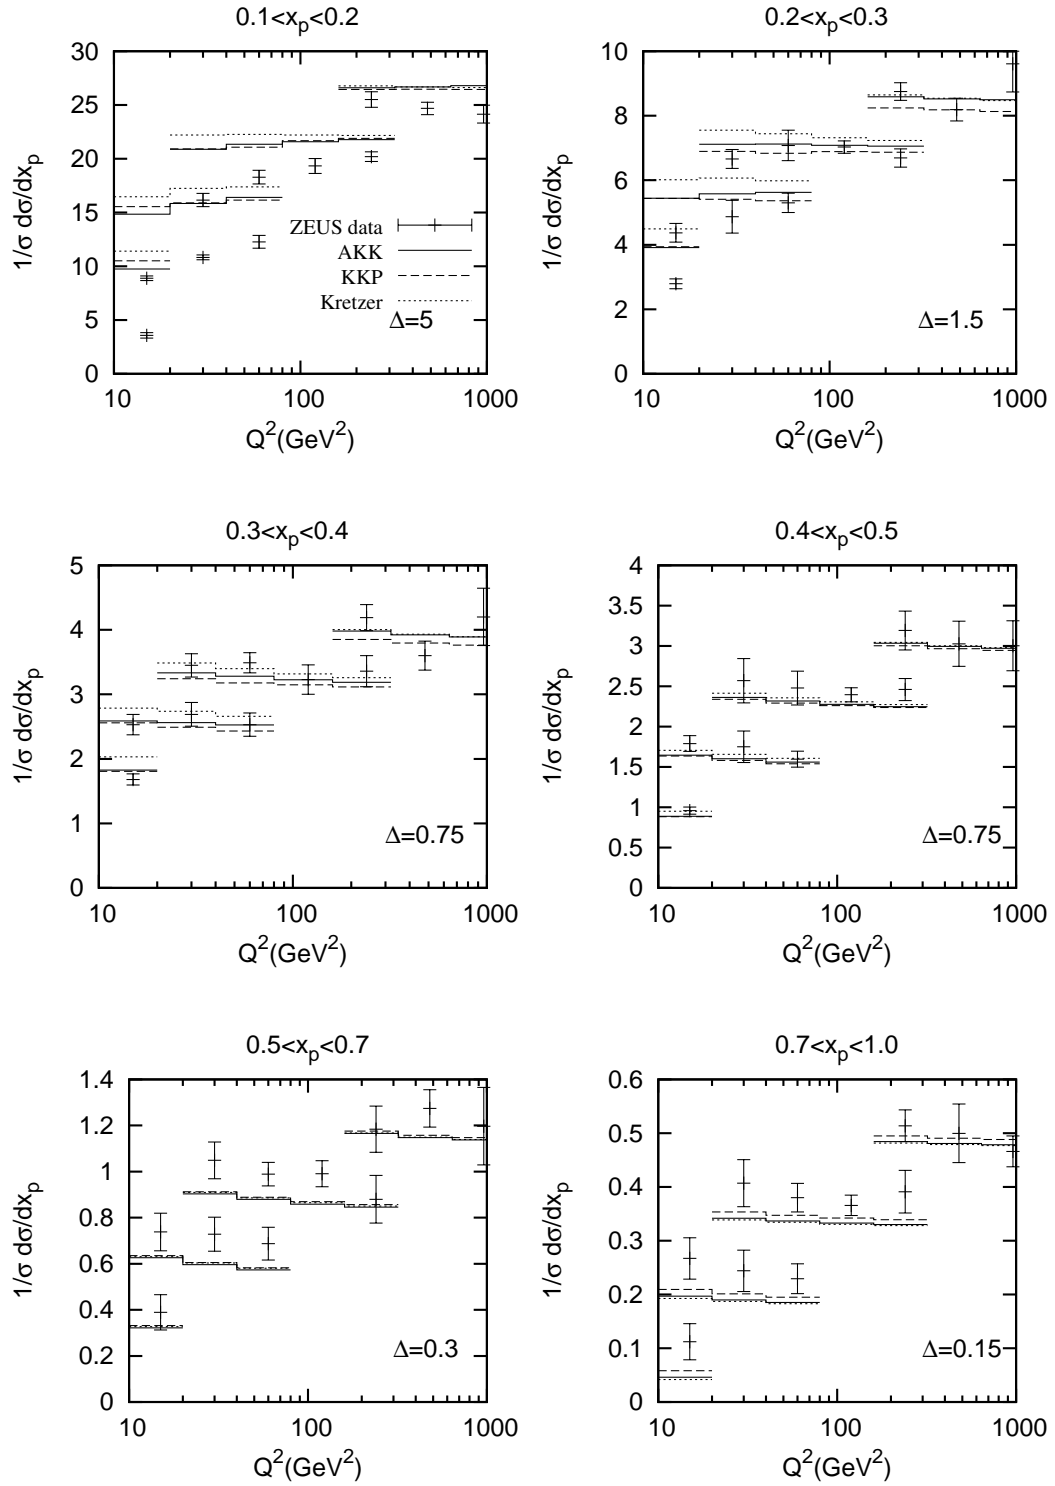 0.1<x_p<0.2
30
25
20
15
10
5
0
1/σ dσ/dx_p
ZEUS data
AKK
KKP
Kretzer
Δ=5
10
100
1000
Q^2(GeV^2)
0.2<x_p<0.3
10
8
6
4
2
0
1/σ dσ/dx_p
Δ=1.5
10
100
1000
Q^2(GeV^2)
0.3<x_p<0.4
5
4
3
2
1
0
1/σ dσ/dx_p
Δ=0.75
10
100
1000
Q^2(GeV^2)
0.4<x_p<0.5
4
3.5
3
2.5
2
1.5
1
0.5
0
1/σ dσ/dx_p
Δ=0.75
10
100
1000
Q^2(GeV^2)
0.5<x_p<0.7
1.4
1.2
1
0.8
0.6
0.4
0.2
0
1/σ dσ/dx_p
Δ=0.3
10
100
1000
Q^2(GeV^2)
0.7<x_p<1.0
0.6
0.5
0.4
0.3
0.2
0.1
0
1/σ dσ/dx_p
Δ=0.15
10
100
1000
Q^2(GeV^2)